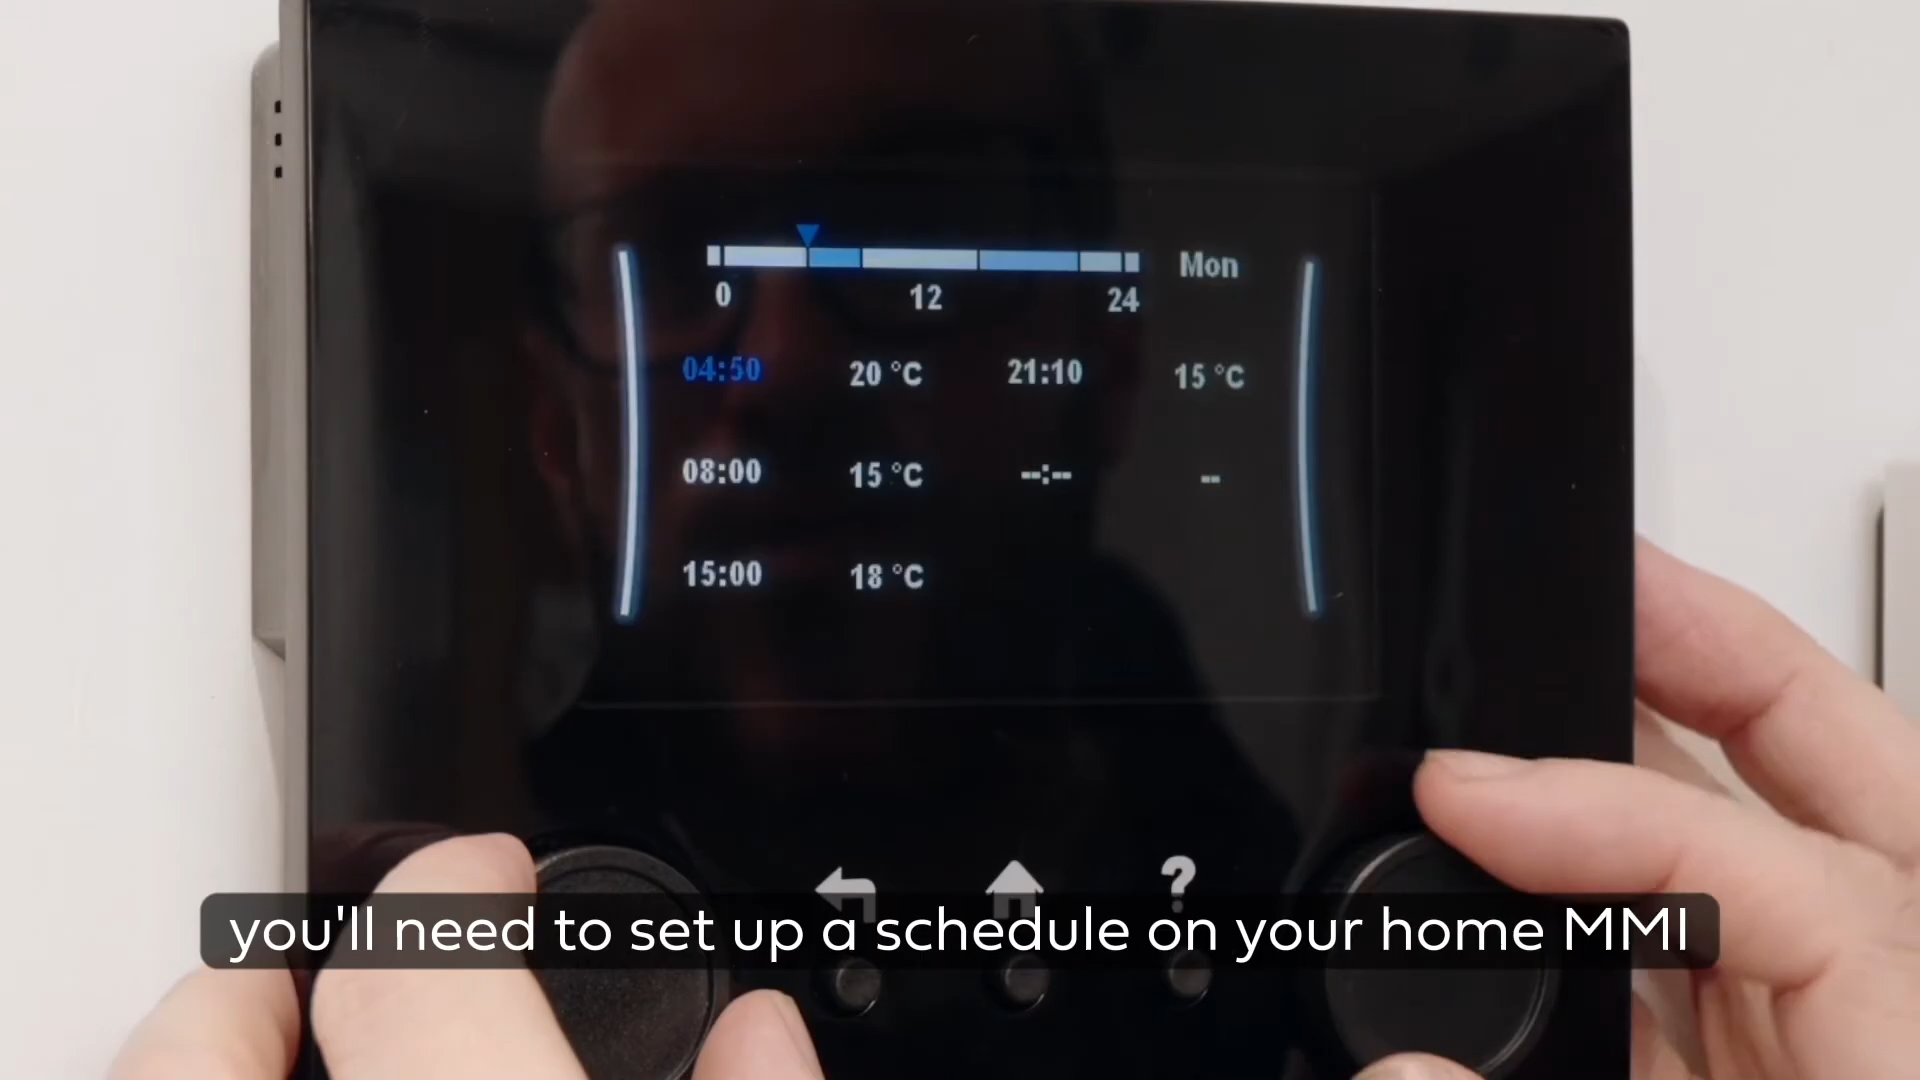 Mon
0 12 24
04:50 20 °C 21:10 15 °C
08:00 15 °C --:-- --
15:00 18 °C
?
you'll need to set up a schedule on your home MMI